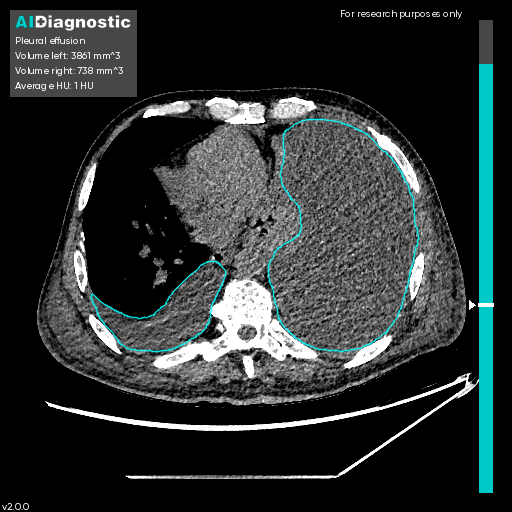 AIDiagnostic
For research purposes only
Pleural effusion
Volume left: 3861 mm^3
Volume right: 738 mm^3
Average HU: 1 HU
v2.0.0